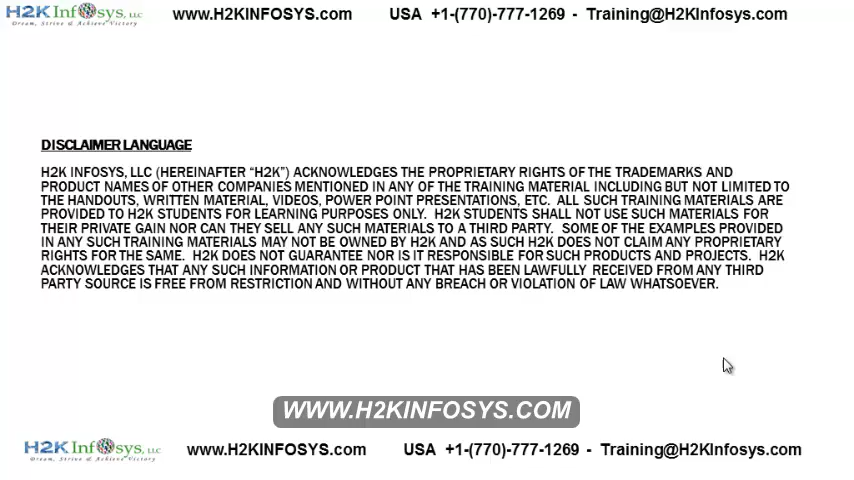 H2K Infosys, LLC www.H2KINFOSYS.com USA +1-(770)-777-1269 - Training@H2KInfosys.com
Dream, Strive & Achieve Victory
DISCLAIMER LANGUAGE
H2K INFOSYS, LLC (HEREINAFTER “H2K”) ACKNOWLEDGES THE PROPRIETARY RIGHTS OF THE TRADEMARKS AND
PRODUCT NAMES OF OTHER COMPANIES MENTIONED IN ANY OF THE TRAINING MATERIAL INCLUDING BUT NOT LIMITED TO
THE HANDOUTS, WRITTEN MATERIAL, VIDEOS, POWER POINT PRESENTATIONS, ETC. ALL SUCH TRAINING MATERIALS ARE
PROVIDED TO H2K STUDENTS FOR LEARNING PURPOSES ONLY. H2K STUDENTS SHALL NOT USE SUCH MATERIALS FOR
THEIR PRIVATE GAIN NOR CAN THEY SELL ANY SUCH MATERIALS TO A THIRD PARTY. SOME OF THE EXAMPLES PROVIDED
IN ANY SUCH TRAINING MATERIALS MAY NOT BE OWNED BY H2K AND AS SUCH H2K DOES NOT CLAIM ANY PROPRIETARY
RIGHTS FOR THE SAME. H2K DOES NOT GUARANTEE NOR IS IT RESPONSIBLE FOR SUCH PRODUCTS AND PROJECTS. H2K
ACKNOWLEDGES THAT ANY SUCH INFORMATION OR PRODUCT THAT HAS BEEN LAWFULLY RECEIVED FROM ANY THIRD
PARTY SOURCE IS FREE FROM RESTRICTION AND WITHOUT ANY BREACH OR VIOLATION OF LAW WHATSOEVER.
WWW.H2KINFOSYS.COM
H2K Infosys, LLC www.H2KINFOSYS.com USA +1-(770)-777-1269 - Training@H2KInfosys.com
Dream, Strive & Achieve Victory